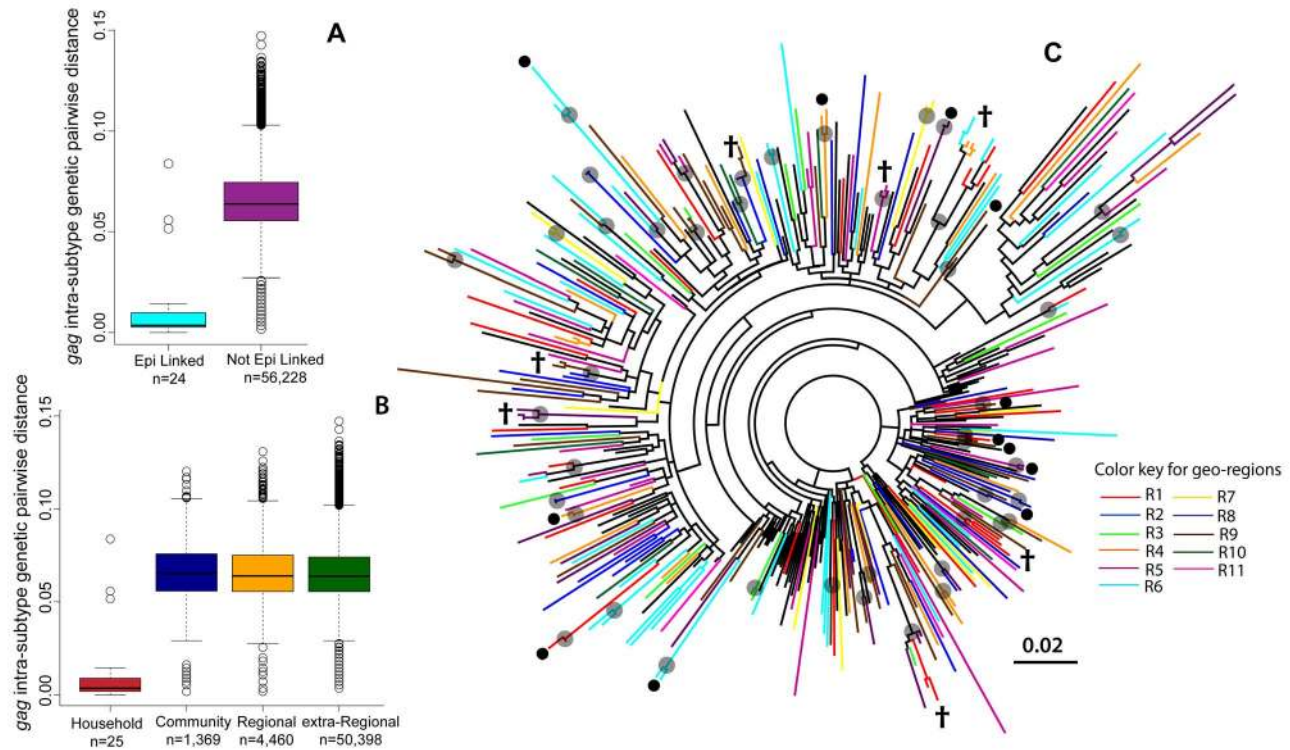 A
gag intra-subtype genetic pairwise distance
0.15
0.10
0.05
0.00
Epi Linked
n=24
Not Epi Linked
n=56,228
B
gag intra-subtype genetic pairwise distance
0.15
0.10
0.05
0.00
Household
n=25
Community
n=1,369
Regional
n=4,460
extra-Regional
n=50,398
C
†
†
†
†
†
†
†
Color key for geo-regions
R1
R2
R3
R4
R5
R6
R7
R8
R9
R10
R11
0.02